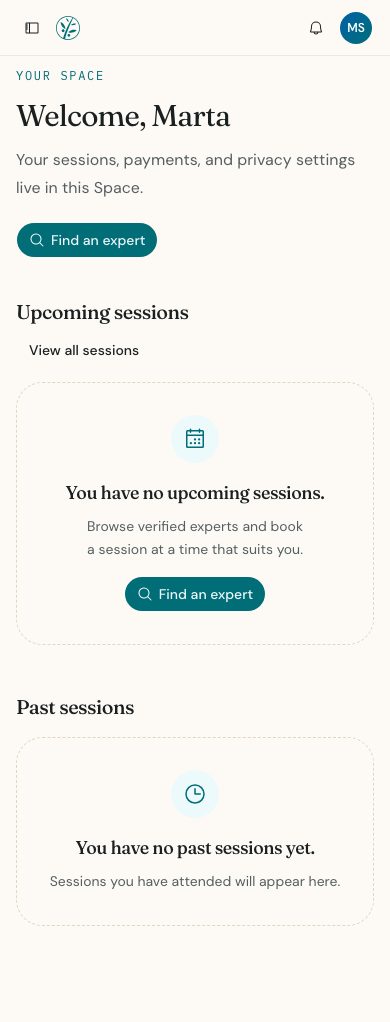 MS
YOUR SPACE
Welcome, Marta
Your sessions, payments, and privacy settings
live in this Space.
Find an expert
Upcoming sessions
View all sessions
You have no upcoming sessions.
Browse verified experts and book
a session at a time that suits you.
Find an expert
Past sessions
You have no past sessions yet.
Sessions you have attended will appear here.